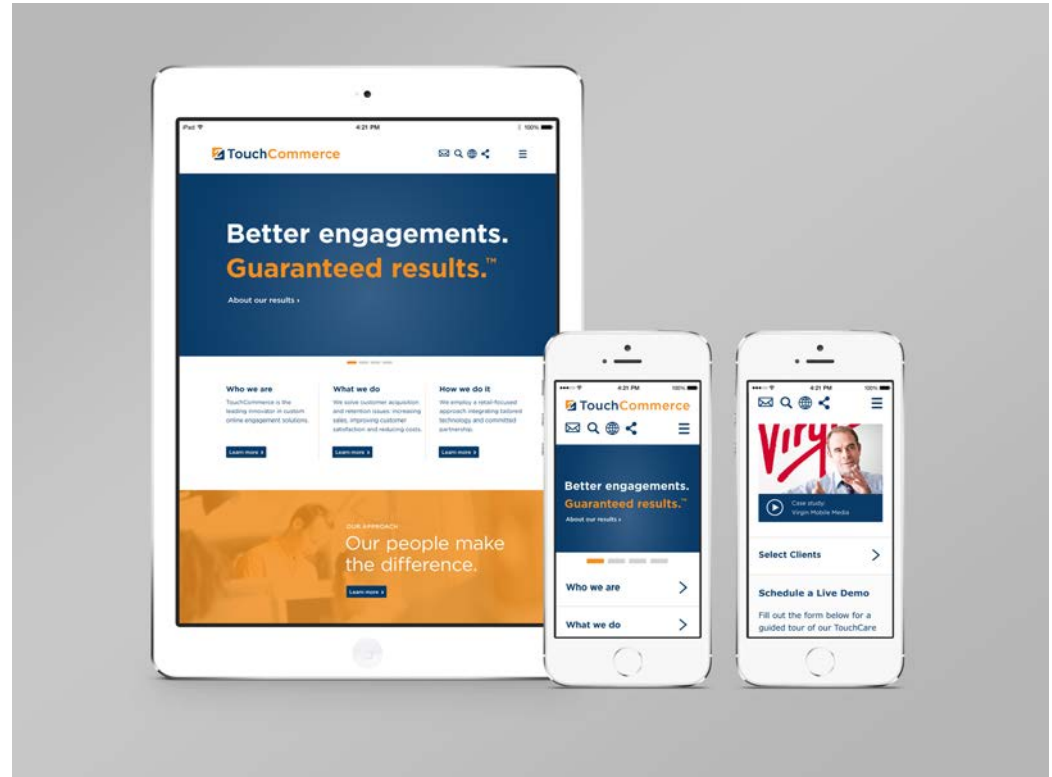 iPad 4:21 PM 100%
TouchCommerce
Better engagements.
Guaranteed results.™
About our results ›
Who we are
TouchCommerce is the
leading innovator in custom
online engagement solutions.
Learn more ›
What we do
We solve customer acquisition
and retention issues: increasing
sales, improving customer
satisfaction and reducing costs.
Learn more ›
How we do it
We employ a retail-focused
approach integrating tailored
technology and committed
partnership.
Learn more ›
OUR APPROACH
Our people make
the difference.
Learn more ›
4:21 PM 100%
TouchCommerce
Better engagements.
Guaranteed results.™
About our results ›
Who we are
What we do
4:21 PM 100%
Virgin
Case study:
Virgin Mobile Media
Select Clients
Schedule a Live Demo
Fill out the form below for a
guided tour of our TouchCare